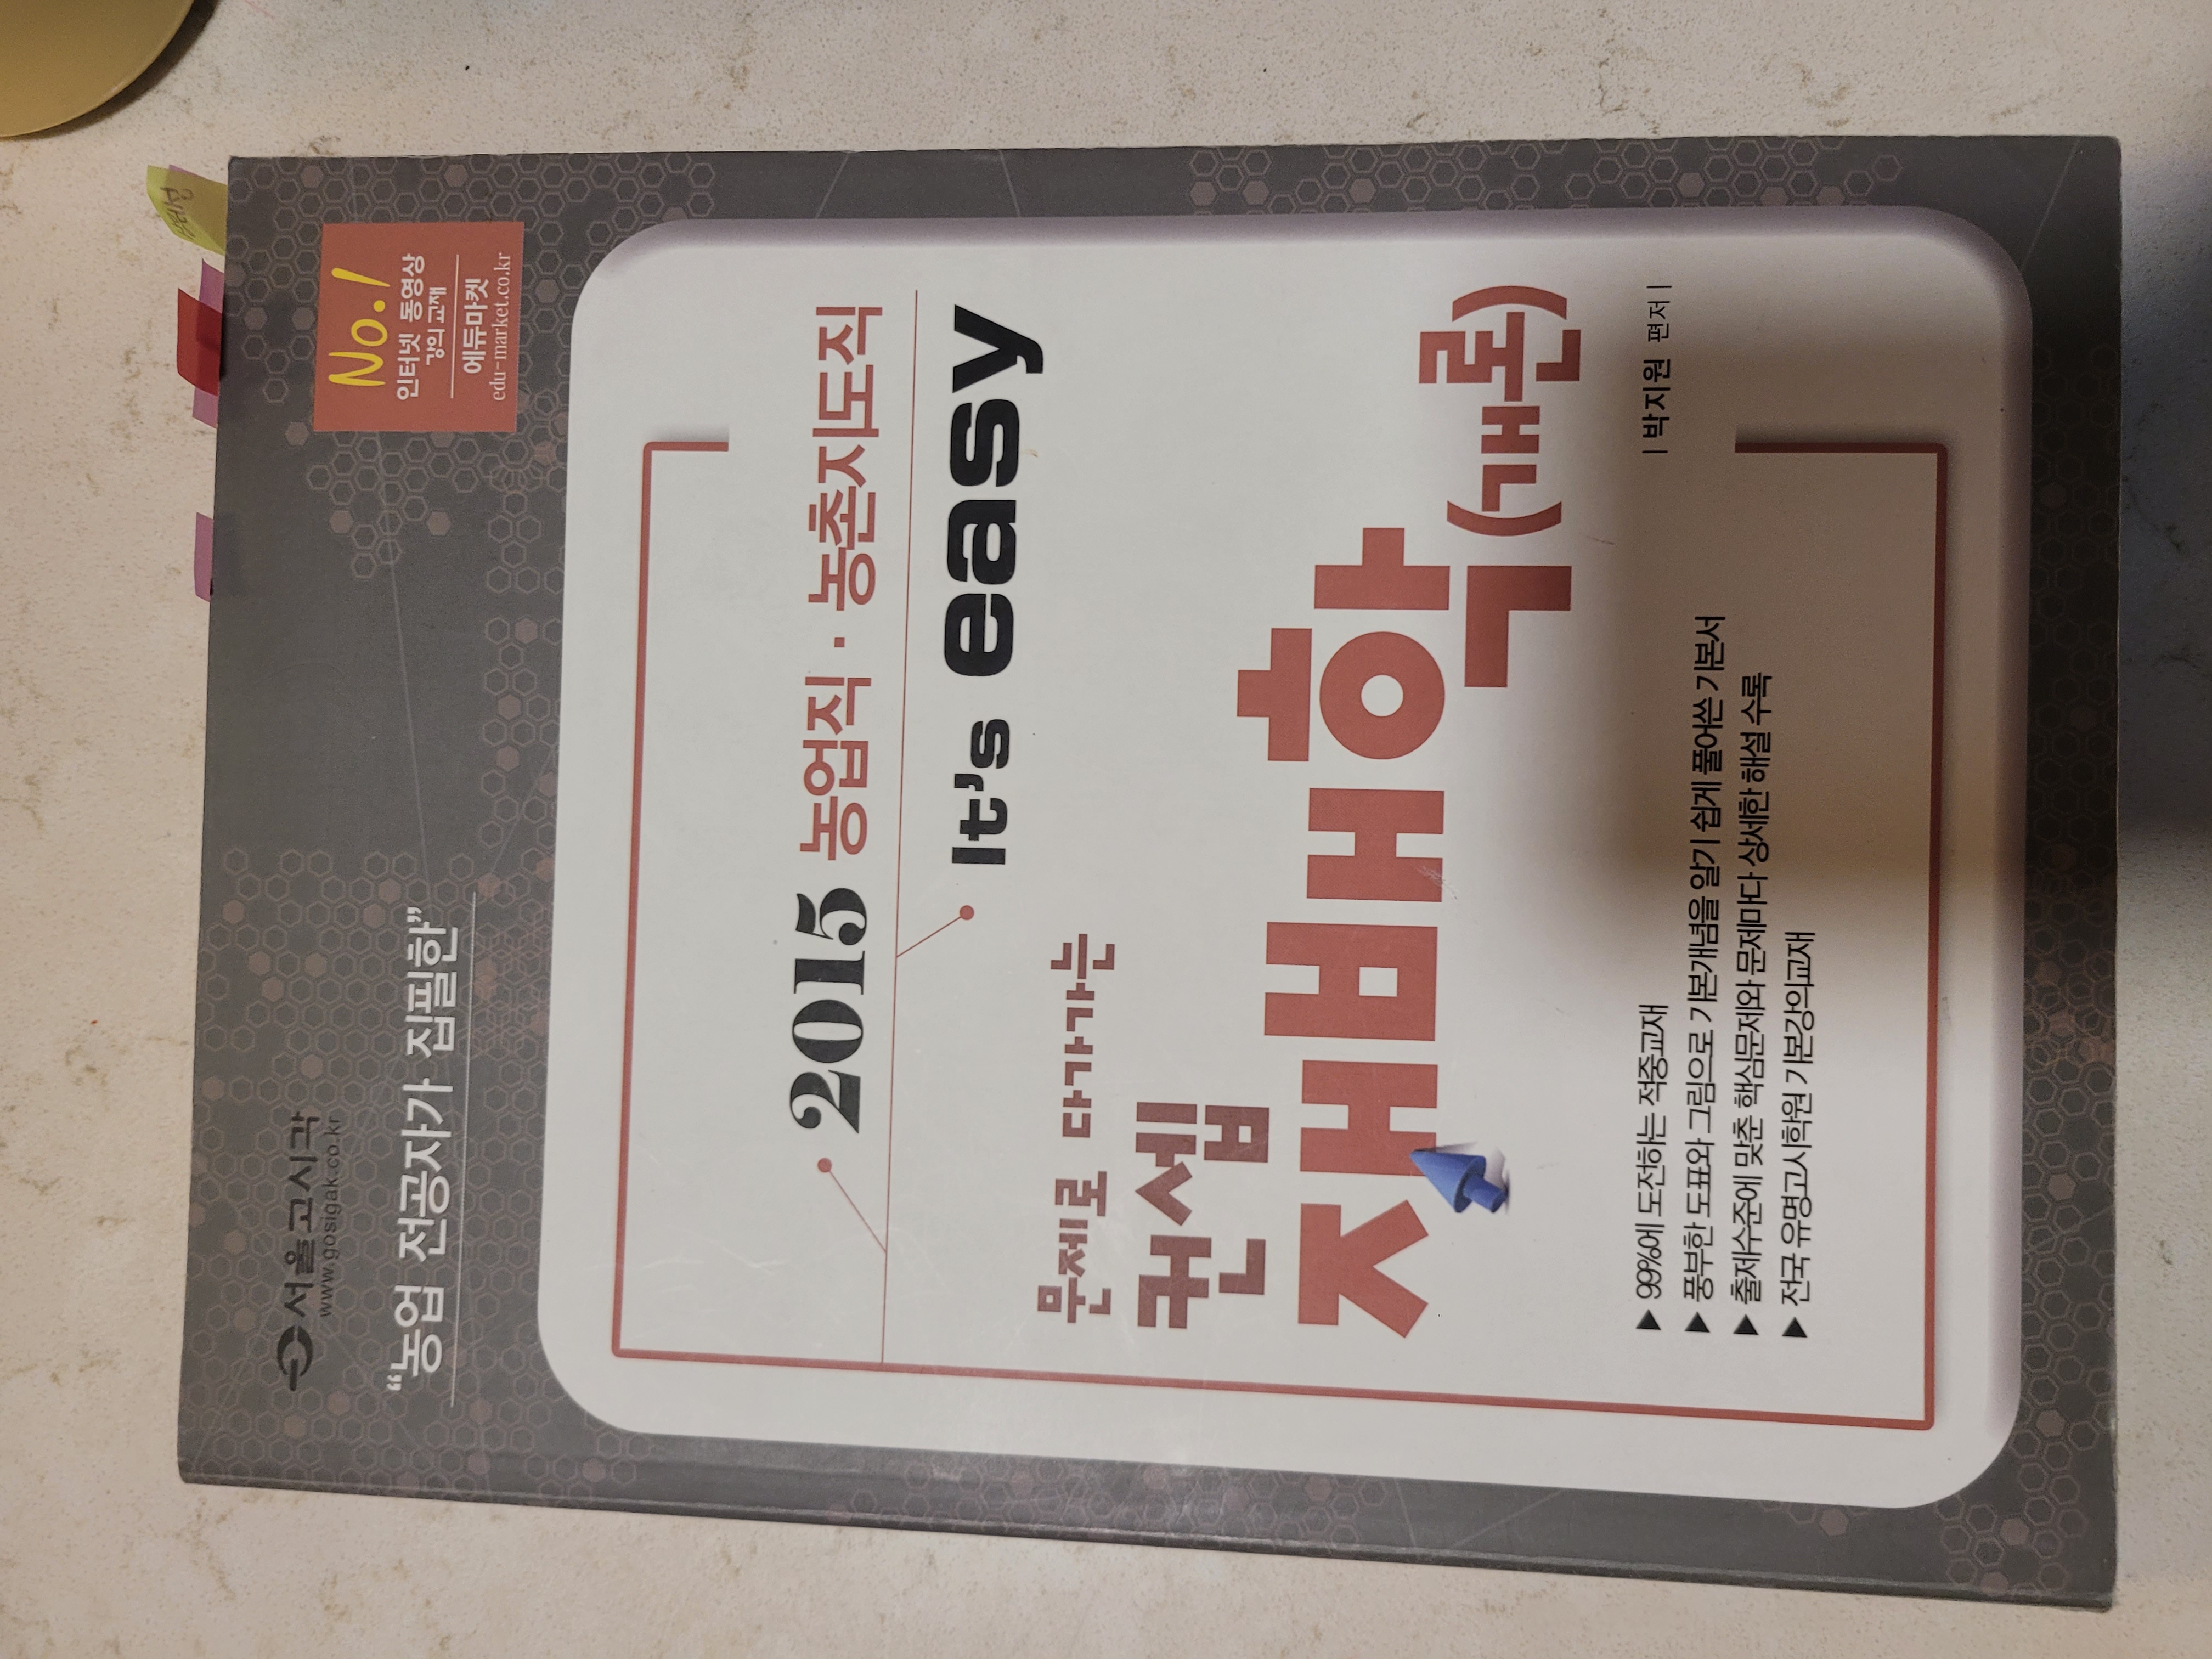 서울고시각
www.gosigak.co.kr
No.1
인터넷 동영상
강의교재
에듀마켓
edu-market.co.kr
"농업 전공자가 집필한"
2015 농업직·농촌지도직
It's easy
문제로 다가가는
컨셉
재배학(개론)
| 박지원 편저 |
▶ 99%에 도전하는 적중교재
▶ 풍부한 도표와 그림으로 기본개념을 알기 쉽게 풀어쓴 기본서
▶ 출제수준에 맞춘 핵심문제와 문제마다 상세한 해설 수록
▶ 전국 유명고시학원 기본강의교재